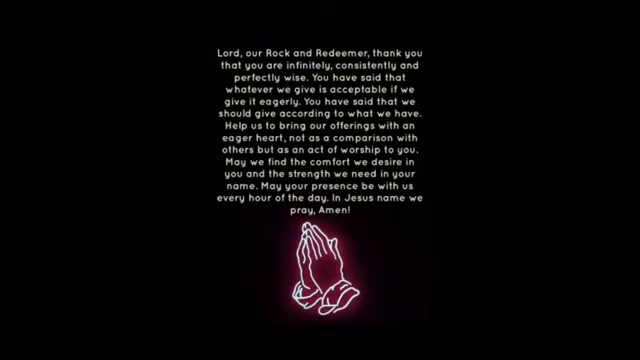 Lord, our Rock and Redeemer, thank you
that you are infinitely, consistently and
perfectly wise. You have said that
whatever we give is acceptable if we
give it eagerly. You have said that we
should give according to what we have.
Help us to bring our offerings with an
eager heart, not as a comparison with
others but as an act of worship to you.
May we find the comfort we desire in
you and the strength we need in your
name. May your presence be with us
every hour of the day. In Jesus name we
pray, Amen!